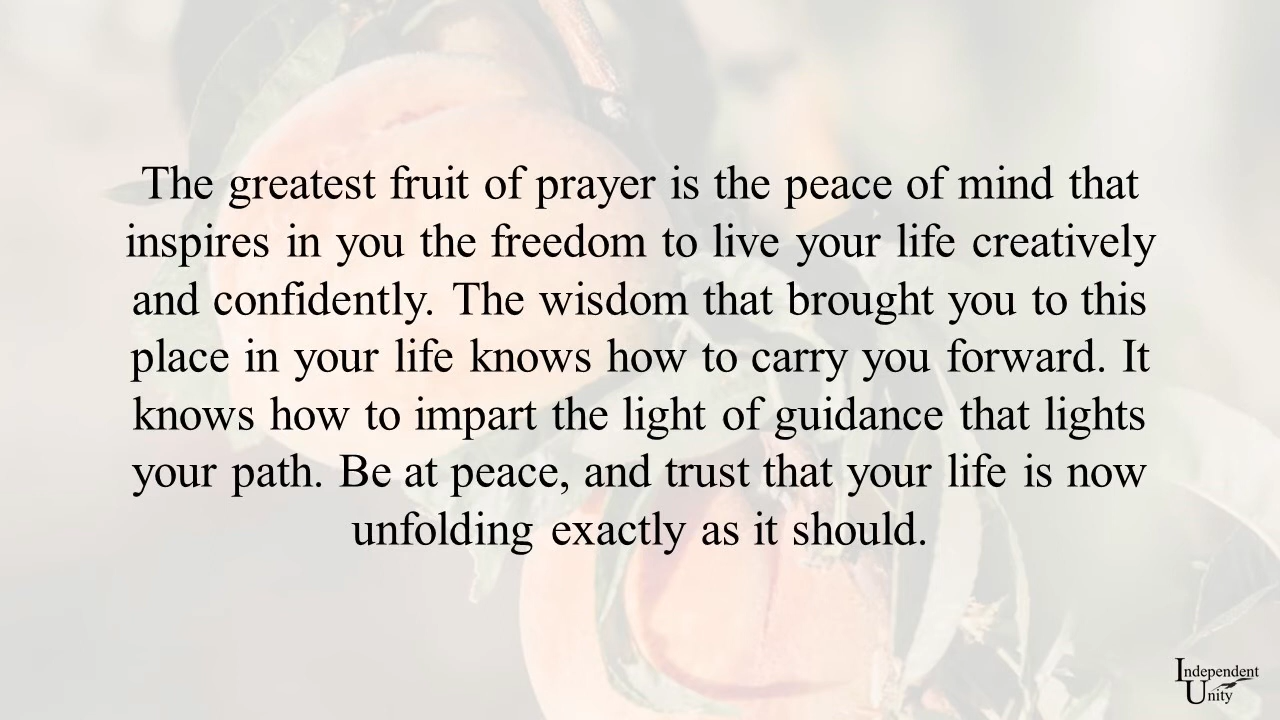 The greatest fruit of prayer is the peace of mind that
inspires in you the freedom to live your life creatively
and confidently. The wisdom that brought you to this
place in your life knows how to carry you forward. It
knows how to impart the light of guidance that lights
your path. Be at peace, and trust that your life is now
unfolding exactly as it should.
Independent
Unity